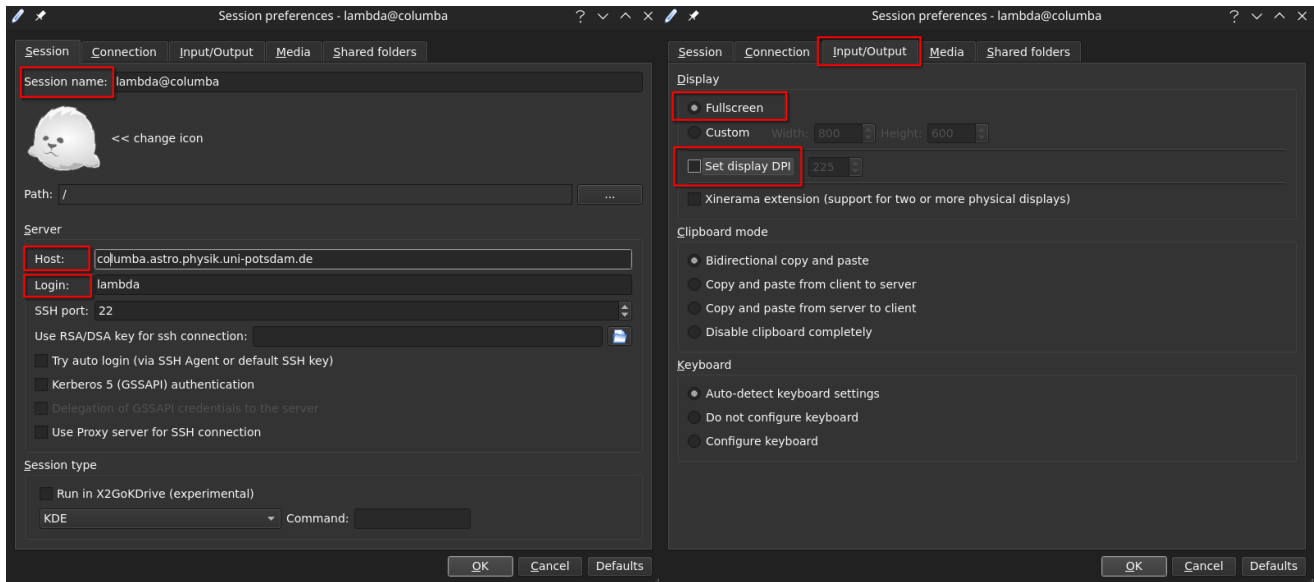 Session preferences - lambda@columba
Session Connection Input/Output Media Shared folders
Session name: lambda@columba
<< change icon
Path: / ...
Server
Host: columba.astro.physik.uni-potsdam.de
Login: lambda
SSH port: 22
Use RSA/DSA key for ssh connection:
Try auto login (via SSH Agent or default SSH key)
Kerberos 5 (GSSAPI) authentication
Delegation of GSSAPI credentials to the server
Use Proxy server for SSH connection
Session type
Run in X2GoKDrive (experimental)
KDE Command:
OK Cancel Defaults
Session preferences - lambda@columba
Session Connection Input/Output Media Shared folders
Display
Fullscreen
Custom Width: 800 Height: 600
Set display DPI 225
Xinerama extension (support for two or more physical displays)
Clipboard mode
Bidirectional copy and paste
Copy and paste from client to server
Copy and paste from server to client
Disable clipboard completely
Keyboard
Auto-detect keyboard settings
Do not configure keyboard
Configure keyboard
OK Cancel Defaults